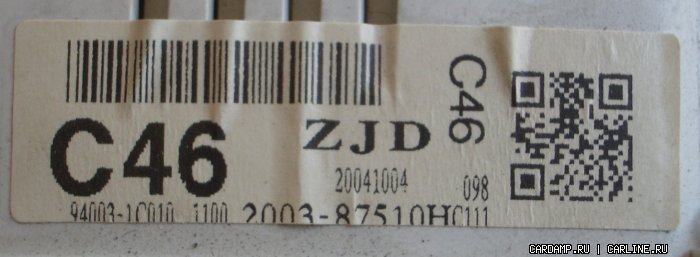 C46 ZJD C46
20041004 098
94003-1C010 1100 2003-87510HC111
CARDAMP.RU | CARLINE.RU